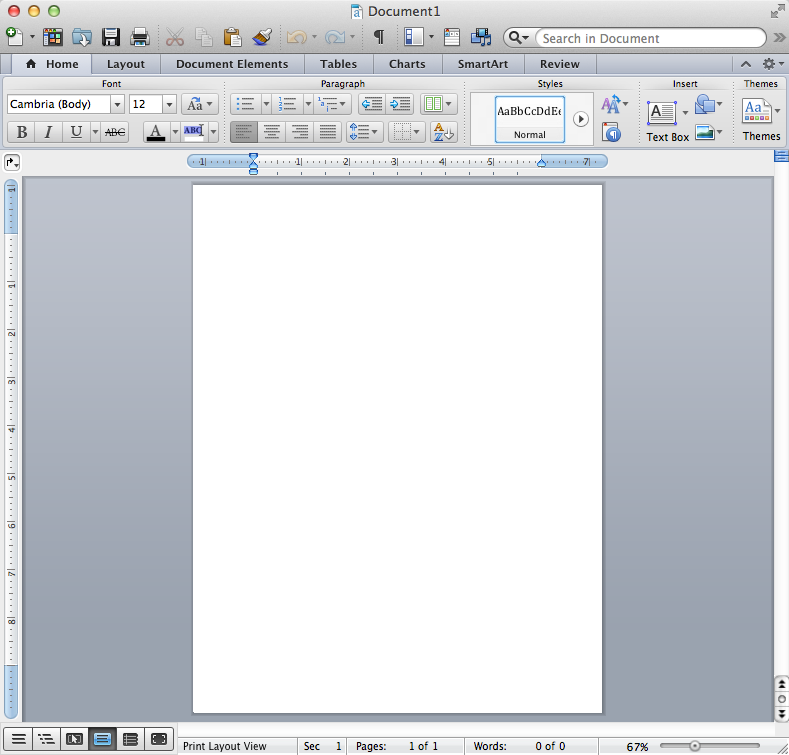 Document1
Search in Document
Home Layout Document Elements Tables Charts SmartArt Review
Font Paragraph Styles Insert Themes
Cambria (Body) 12 Aa
AaBbCcDdEe
Normal
Text Box
Aa
Themes
B I U ABC A ABC
A
Z
1 1 2 3 4 5 7
1
1
2
3
4
5
6
7
8
Print Layout View Sec 1 Pages: 1 of 1 Words: 0 of 0 67%